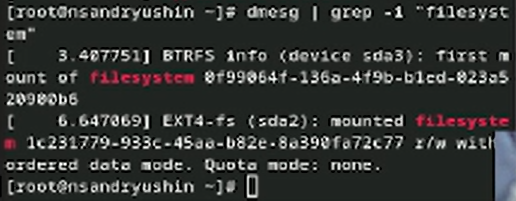 [root@nsandryushin ~]# dmesg | grep -i "filesyst
em"
[    3.407751] BTRFS info (device sda3): first m
ount of filesystem 0f99064f-136a-4f9b-b1ed-023a5
20900b6
[    6.647069] EXT4-fs (sda2): mounted filesyste
m 1c231779-933c-45aa-b82e-8a390fa72c77 r/w with
ordered data mode. Quota mode: none.
[root@nsandryushin ~]#